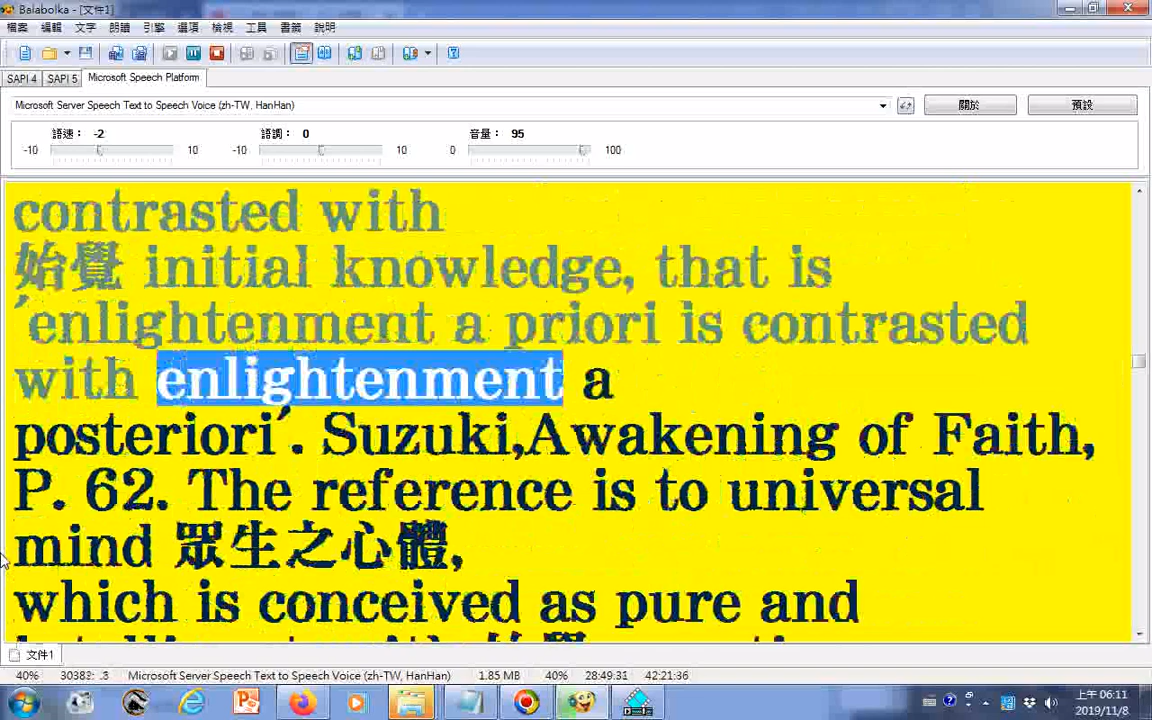 Balabolka - [文件1]
檔案 編輯 文字 朗讀 引擎 選項 檢視 工具 書籤 說明
SAPI 4 SAPI 5 Microsoft Speech Platform
Microsoft Server Speech Text to Speech Voice (zh-TW, HanHan) 關於 預設
語速： -2 語調： 0 音量： 95
-10 10 -10 10 0 100
contrasted with
始覺 initial knowledge, that is
´enlightenment a priori is contrasted
with enlightenment a
posteriori´. Suzuki,Awakening of Faith,
P. 62. The reference is to universal
mind 眾生之心體,
which is conceived as pure and
文件1
40% 30382: .3 Microsoft Server Speech Text to Speech Voice (zh-TW, HanHan) 1.85 MB 40% 28:49:31 42:21:36
上午 06:11
2019/11/8